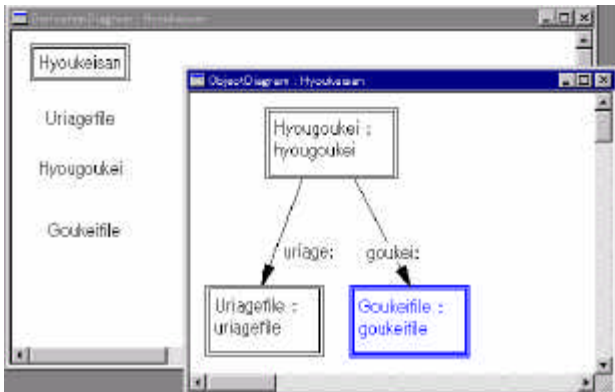 Hyoukeisan
Uriagefile
Hyougoukei
Goukeifile
ObjectDiagram : Hyoukeisan
Hyougoukei :
hyougoukei
uriage:
goukei:
Uriagefile :
uriagefile
Goukeifile :
goukeifile